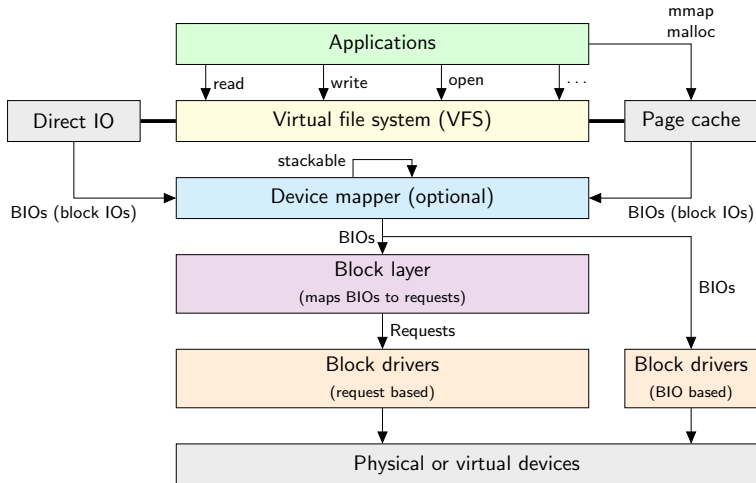 mmap
malloc
Applications
read
write
open
...
Direct IO
Virtual file system (VFS)
Page cache
stackable
Device mapper (optional)
BIOs (block IOs)
BIOs (block IOs)
BIOs
Block layer
(maps BIOs to requests)
BIOs
Requests
Block drivers
(request based)
Block drivers
(BIO based)
Physical or virtual devices